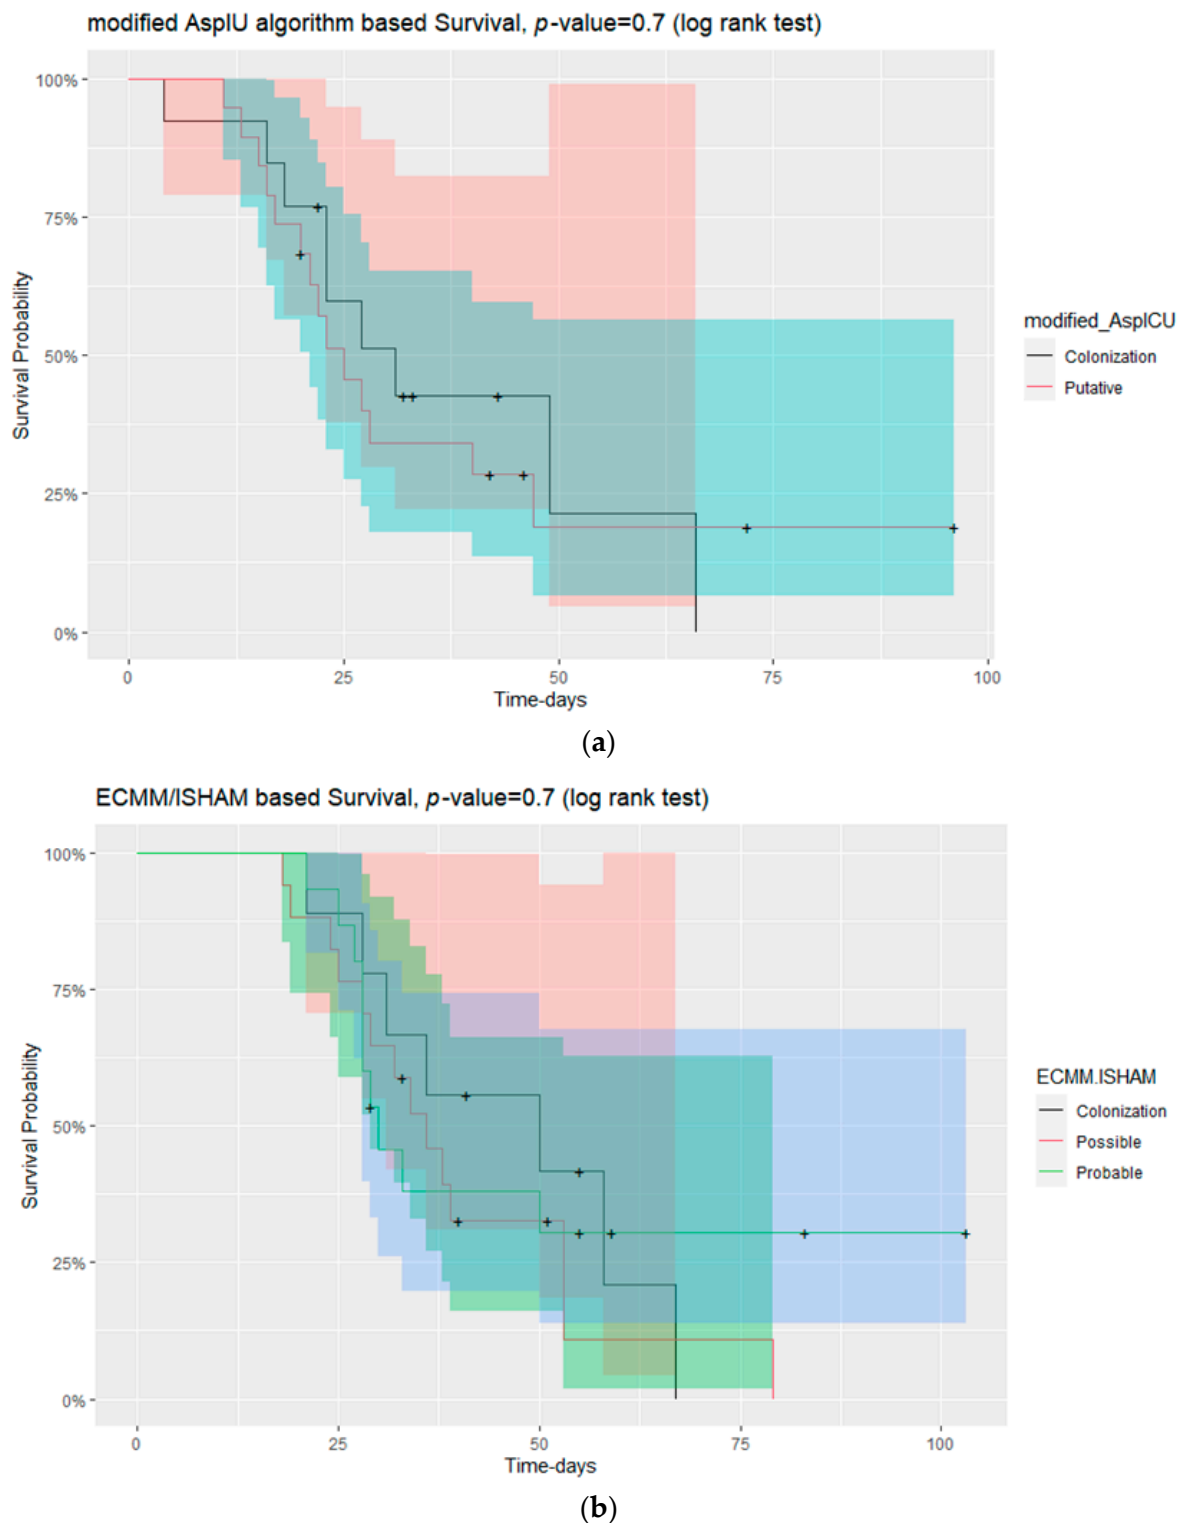 modified AspIU algorithm based Survival, p-value=0.7 (log rank test)
100%
75%
50%
25%
0%
Survival Probability
0 25 50 75 100
Time-days
modified_AspICU
Colonization
Putative
(a)
ECMM/ISHAM based Survival, p-value=0.7 (log rank test)
100%
75%
50%
25%
0%
Survival Probability
0 25 50 75 100
Time-days
ECMM.ISHAM
Colonization
Possible
Probable
(b)